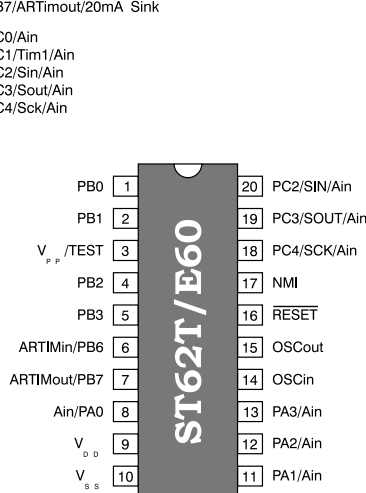 B7/ARTimout/20mA Sink
C0/Ain
C1/Tim1/Ain
C2/Sin/Ain
C3/Sout/Ain
C4/Sck/Ain
PB0 1 20 PC2/SIN/Ain
PB1 2 19 PC3/SOUT/Ain
VPP/TEST 3 18 PC4/SCK/Ain
PB2 4 17 NMI
PB3 5 16 RESET
ARTIMin/PB6 6 15 OSCout
ARTIMout/PB7 7 14 OSCin
Ain/PA0 8 13 PA3/Ain
VDD 9 12 PA2/Ain
VSS 10 11 PA1/Ain
ST62T/E60